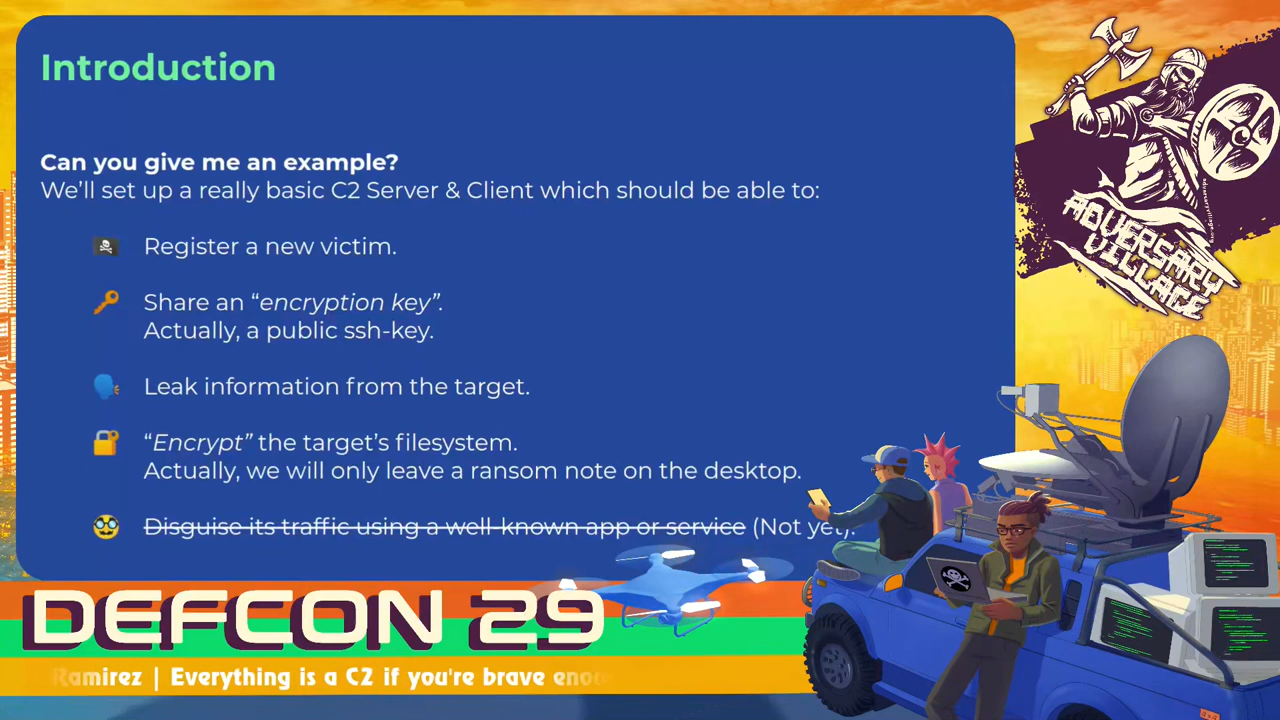 Introduction
Can you give me an example?
We'll set up a really basic C2 Server & Client which should be able to:
Register a new victim.
Share an “encryption key”.
Actually, a public ssh-key.
Leak information from the target.
“Encrypt” the target's filesystem.
Actually, we will only leave a ransom note on the desktop.
Disguise its traffic using a well-known app or service (Not yet).
ADVERSARY
VILLAGE
DEFCON 29
Ramirez | Everything is a C2 if you're brave